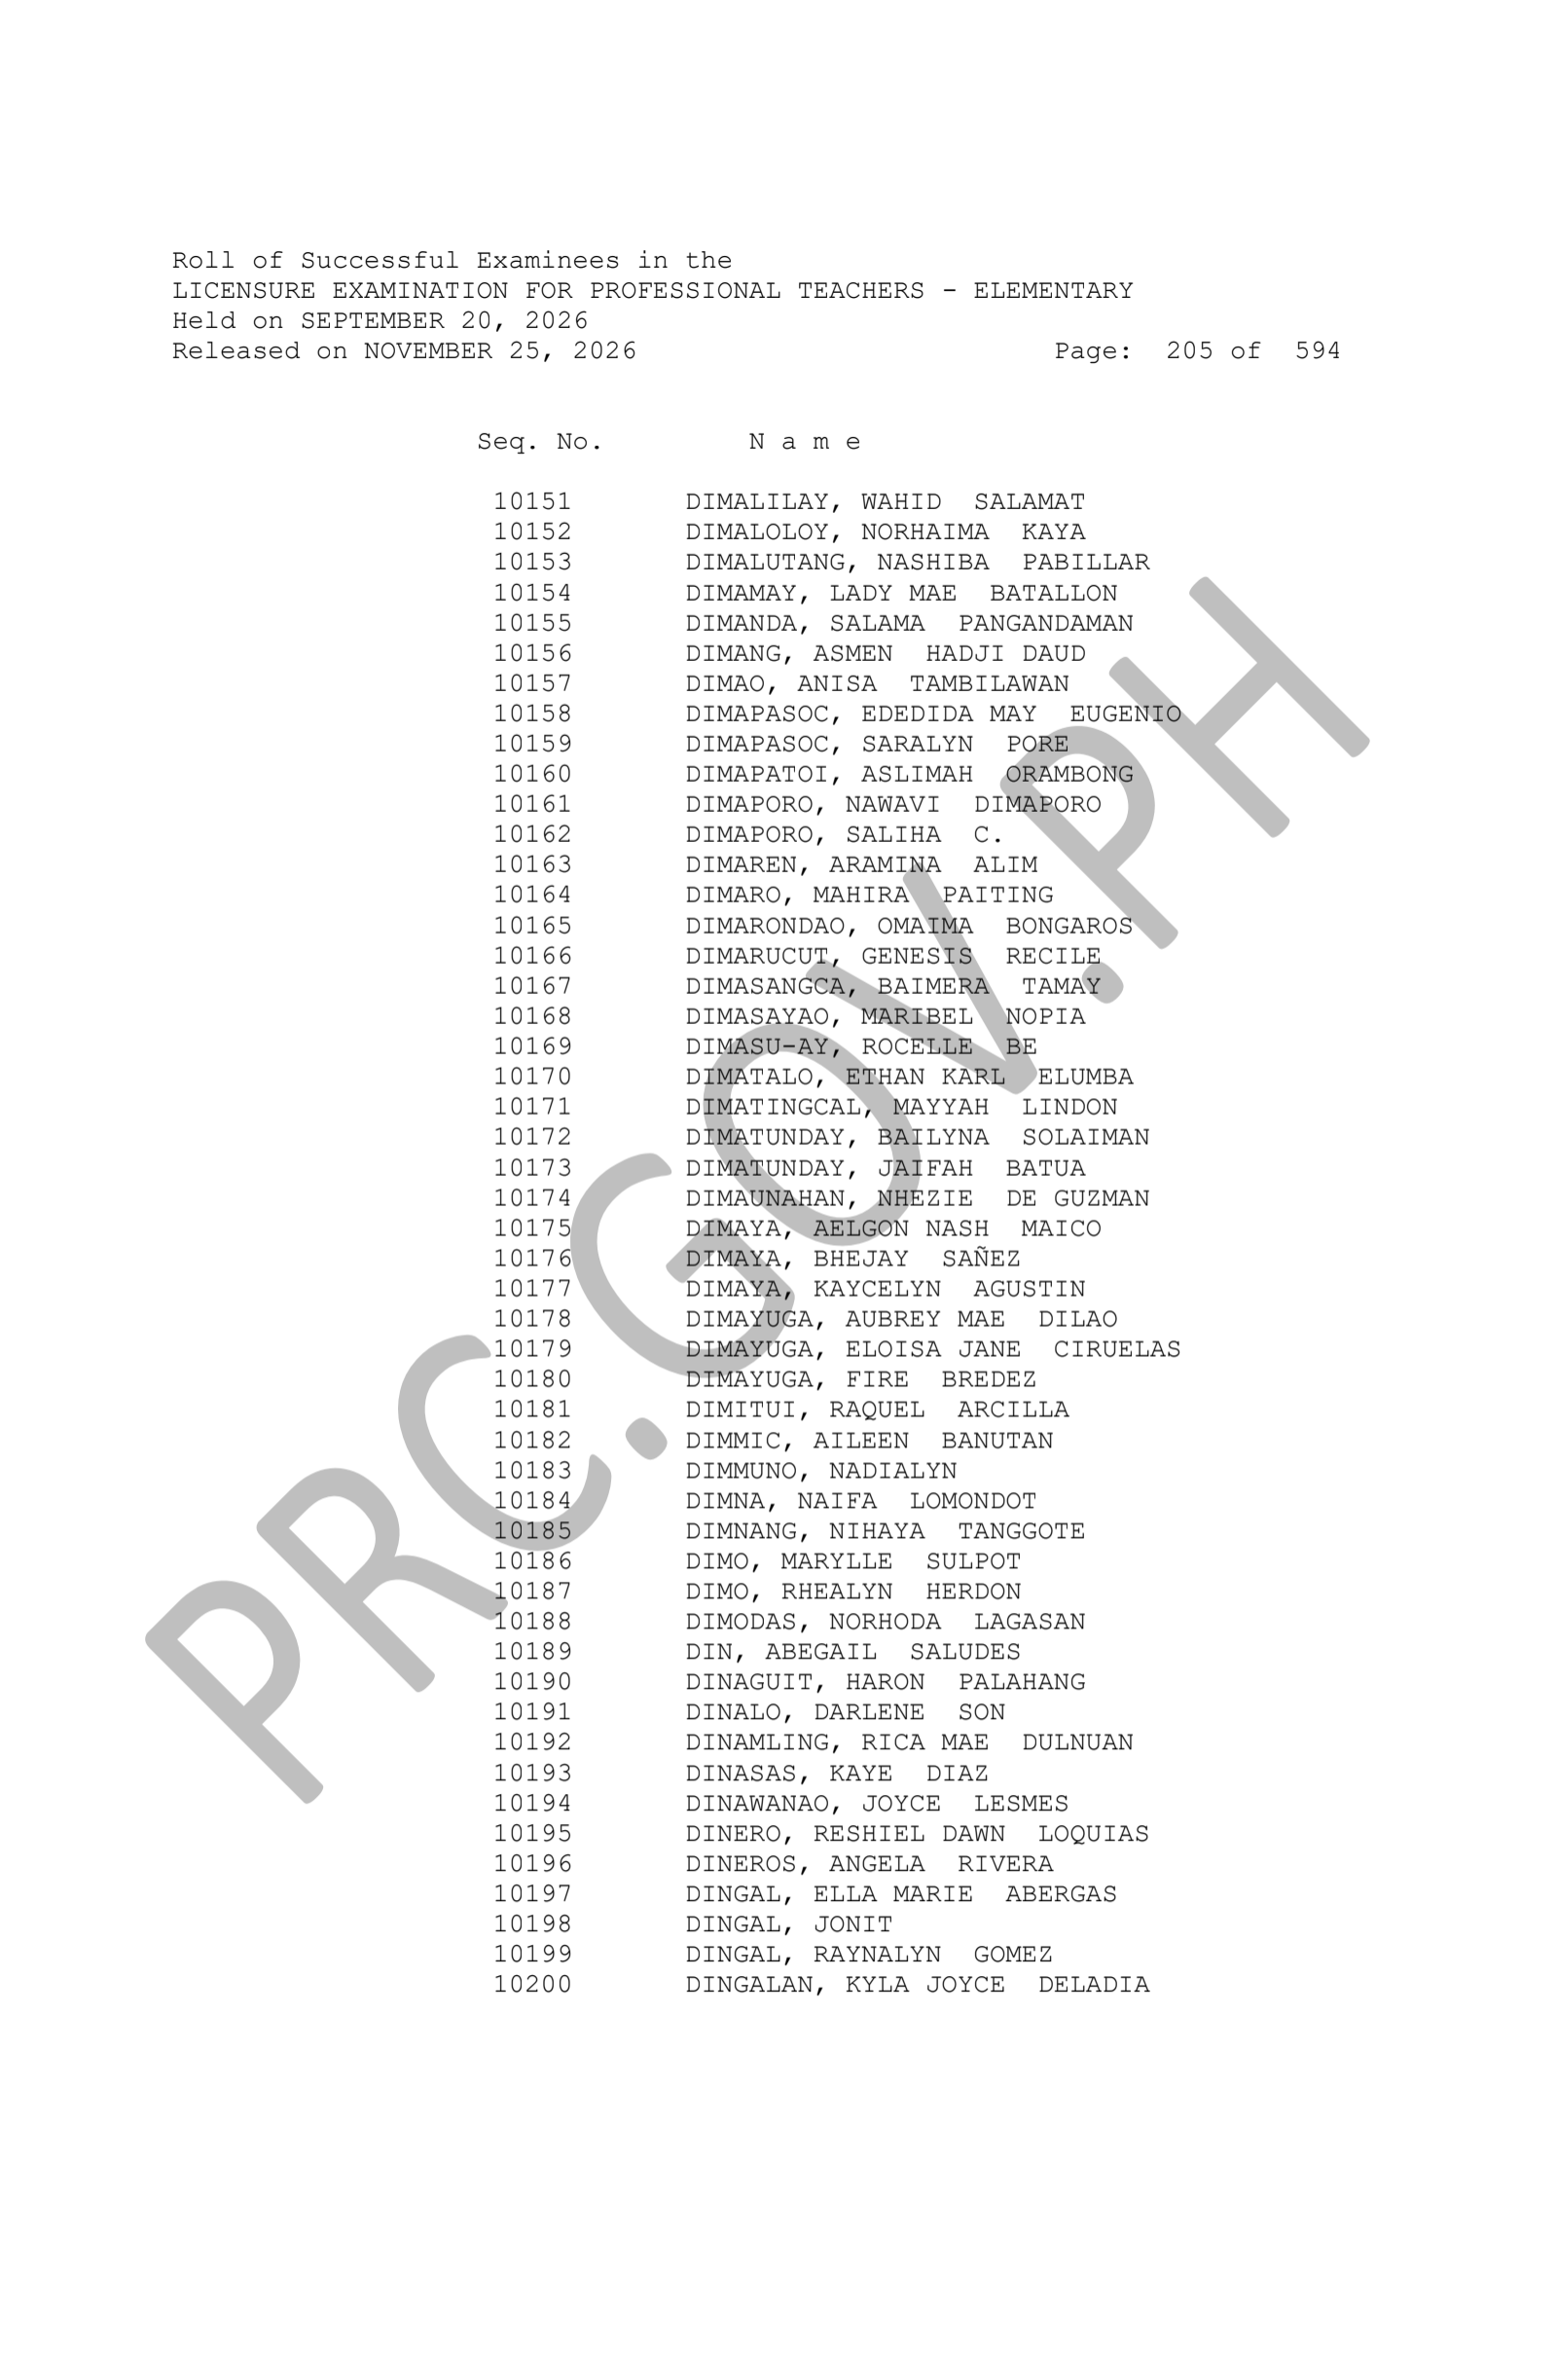 Roll of Successful Examinees in the
LICENSURE EXAMINATION FOR PROFESSIONAL TEACHERS - ELEMENTARY
Held on SEPTEMBER 20, 2026
Released on NOVEMBER 25, 2026 Page: 205 of 594
Seq. No. N a m e
10151 DIMALILAY, WAHID SALAMAT
10152 DIMALOLOY, NORHAIMA KAYA
10153 DIMALUTANG, NASHIBA PABILLAR
10154 DIMAMAY, LADY MAE BATALLON
10155 DIMANDA, SALAMA PANGANDAMAN
10156 DIMANG, ASMEN HADJI DAUD
10157 DIMAO, ANISA TAMBILAWAN
10158 DIMAPASOC, EDEDIDA MAY EUGENIO
10159 DIMAPASOC, SARALYN PORE
10160 DIMAPATOI, ASLIMAH ORAMBONG
10161 DIMAPORO, NAWAVI DIMAPORO
10162 DIMAPORO, SALIHA C.
10163 DIMAREN, ARAMINA ALIM
10164 DIMARO, MAHIRA PAITING
10165 DIMARONDAO, OMAIMA BONGAROS
10166 DIMARUCUT, GENESIS RECILE
10167 DIMASANGCA, BAIMERA TAMAY
10168 DIMASAYAO, MARIBEL NOPIA
10169 DIMASU-AY, ROCELLE BE
10170 DIMATALO, ETHAN KARL ELUMBA
10171 DIMATINGCAL, MAYYAH LINDON
10172 DIMATUNDAY, BAILYNA SOLAIMAN
10173 DIMATUNDAY, JAIFAH BATUA
10174 DIMAUNAHAN, NHEZIE DE GUZMAN
10175 DIMAYA, AELGON NASH MAICO
10176 DIMAYA, BHEJAY SAÑEZ
10177 DIMAYA, KAYCELYN AGUSTIN
10178 DIMAYUGA, AUBREY MAE DILAO
10179 DIMAYUGA, ELOISA JANE CIRUELAS
10180 DIMAYUGA, FIRE BREDEZ
10181 DIMITUI, RAQUEL ARCILLA
10182 DIMMIC, AILEEN BANUTAN
10183 DIMMUNO, NADIALYN
10184 DIMNA, NAIFA LOMONDOT
10185 DIMNANG, NIHAYA TANGGOTE
10186 DIMO, MARYLLE SULPOT
10187 DIMO, RHEALYN HERDON
10188 DIMODAS, NORHODA LAGASAN
10189 DIN, ABEGAIL SALUDES
10190 DINAGUIT, HARON PALAHANG
10191 DINALO, DARLENE SON
10192 DINAMLING, RICA MAE DULNUAN
10193 DINASAS, KAYE DIAZ
10194 DINAWANAO, JOYCE LESMES
10195 DINERO, RESHIEL DAWN LOQUIAS
10196 DINEROS, ANGELA RIVERA
10197 DINGAL, ELLA MARIE ABERGAS
10198 DINGAL, JONIT
10199 DINGAL, RAYNALYN GOMEZ
10200 DINGALAN, KYLA JOYCE DELADIA
PRC.GOV.PH